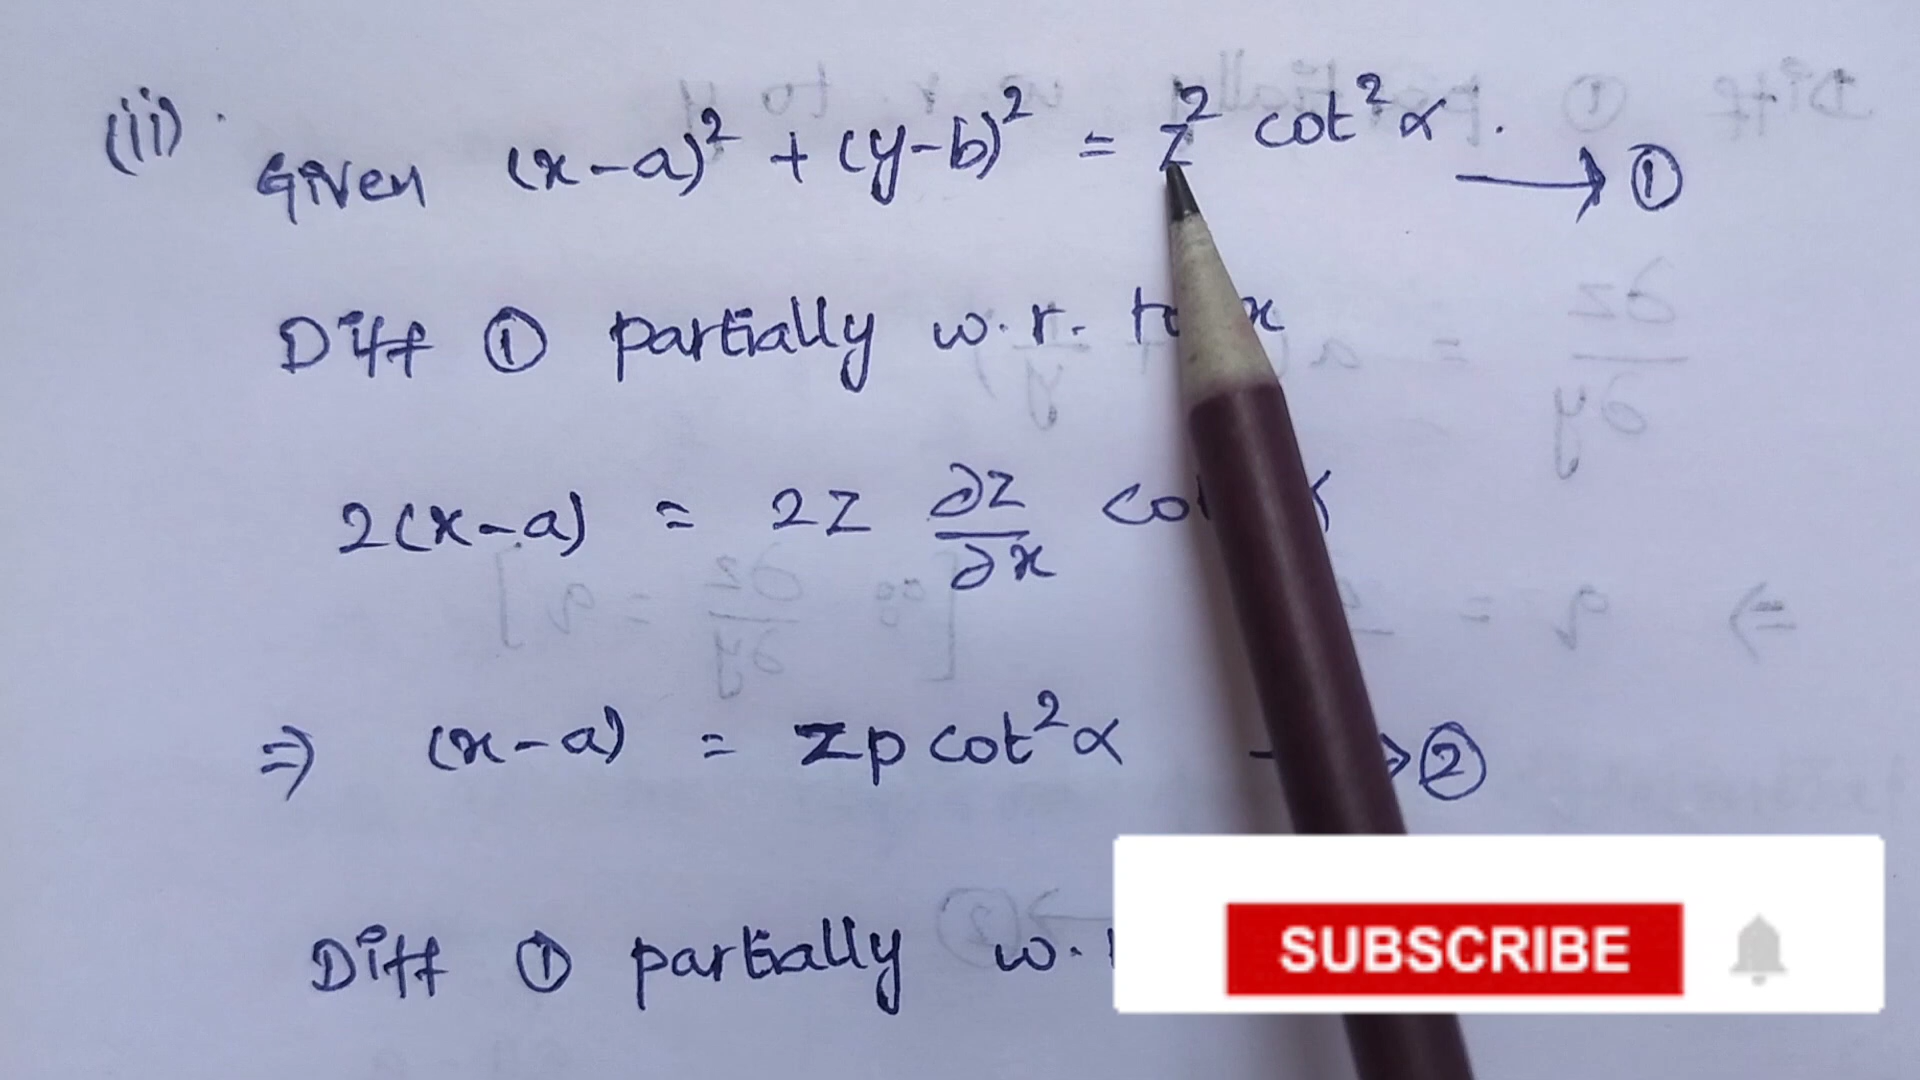 (ii). Given (x-a)² + (y-b)² = z² cot²α. → ①
Diff ① partially w.r. to x
2(x-a) = 2z ∂z/∂x
⇒ (x-a) = zp cot²α → ②
Diff ① partially w.
SUBSCRIBE